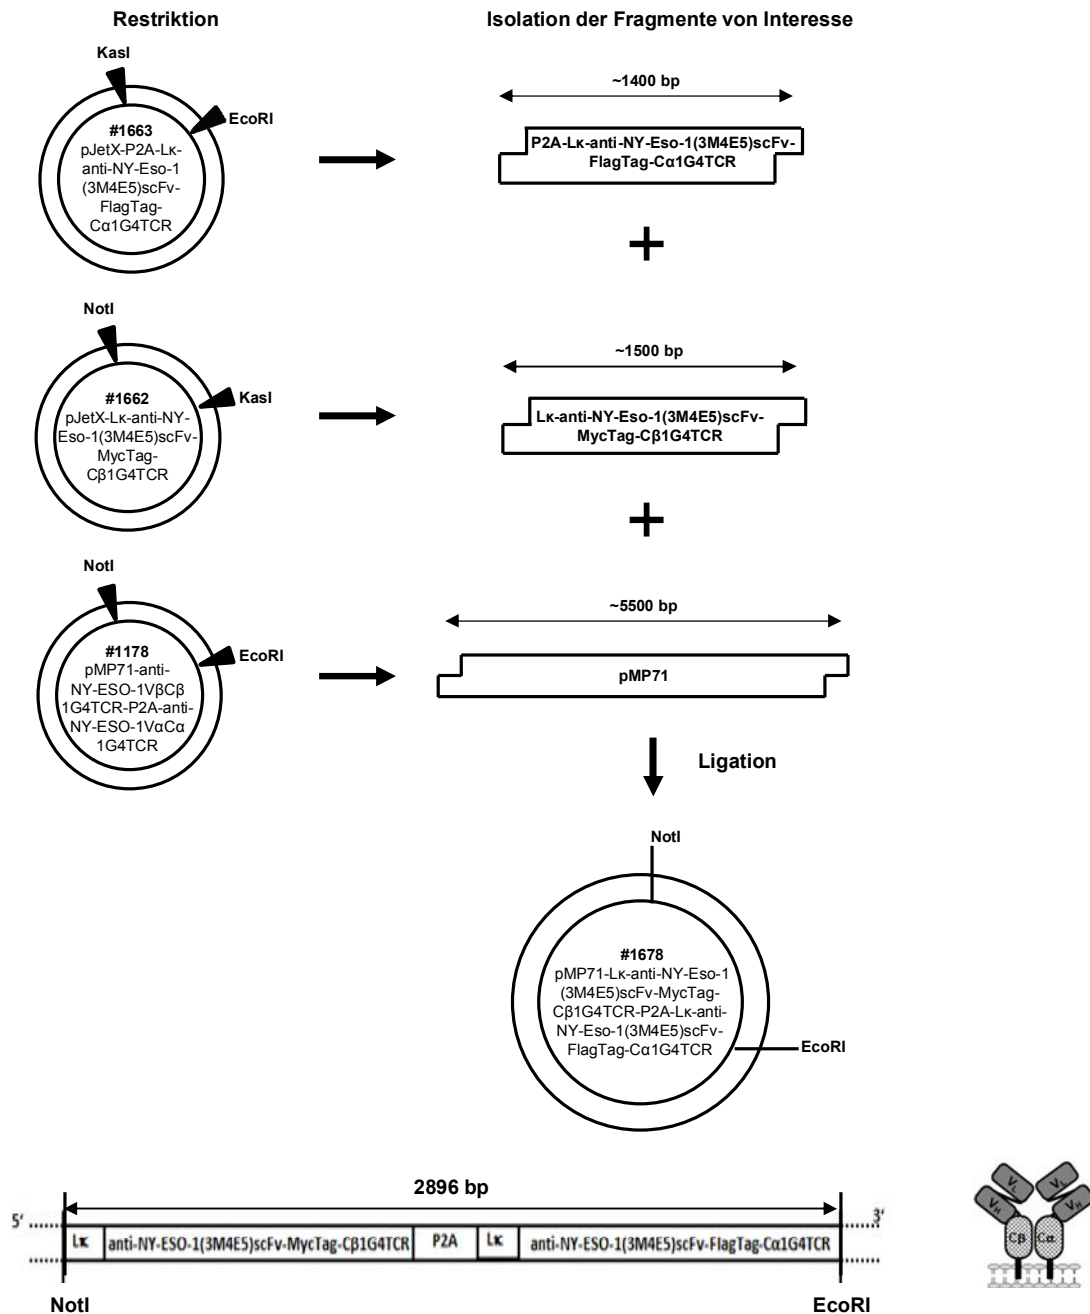 Restriktion
Isolation der Fragmente von Interesse
KasI
EcoRI
#1663
pJetX-P2A-Lκ-
anti-NY-Eso-1
(3M4E5)scFv-
FlagTag-
Cα1G4TCR
~1400 bp
P2A-Lκ-anti-NY-Eso-1(3M4E5)scFv-
FlagTag-Cα1G4TCR
+
NotI
KasI
#1662
pJetX-Lκ-anti-NY-
Eso-1(3M4E5)scFv-
MycTag-
Cβ1G4TCR
~1500 bp
Lκ-anti-NY-Eso-1(3M4E5)scFv-
MycTag-Cβ1G4TCR
+
NotI
EcoRI
#1178
pMP71-anti-
NY-ESO-1VβCβ
1G4TCR-P2A-anti-
NY-ESO-1VαCα
1G4TCR
~5500 bp
pMP71
Ligation
NotI
#1678
pMP71-Lκ-anti-NY-Eso-1
(3M4E5)scFv-MycTag-
Cβ1G4TCR-P2A-Lκ-anti-
NY-Eso-1(3M4E5)scFv-
FlagTag-Cα1G4TCR
EcoRI
2896 bp
5‘
3‘
Lκ
anti-NY-ESO-1(3M4E5)scFv-MycTag-Cβ1G4TCR
P2A
Lκ
anti-NY-ESO-1(3M4E5)scFv-FlagTag-Cα1G4TCR
NotI
EcoRI
VL
VL
VH
VH
Cβ
Cα